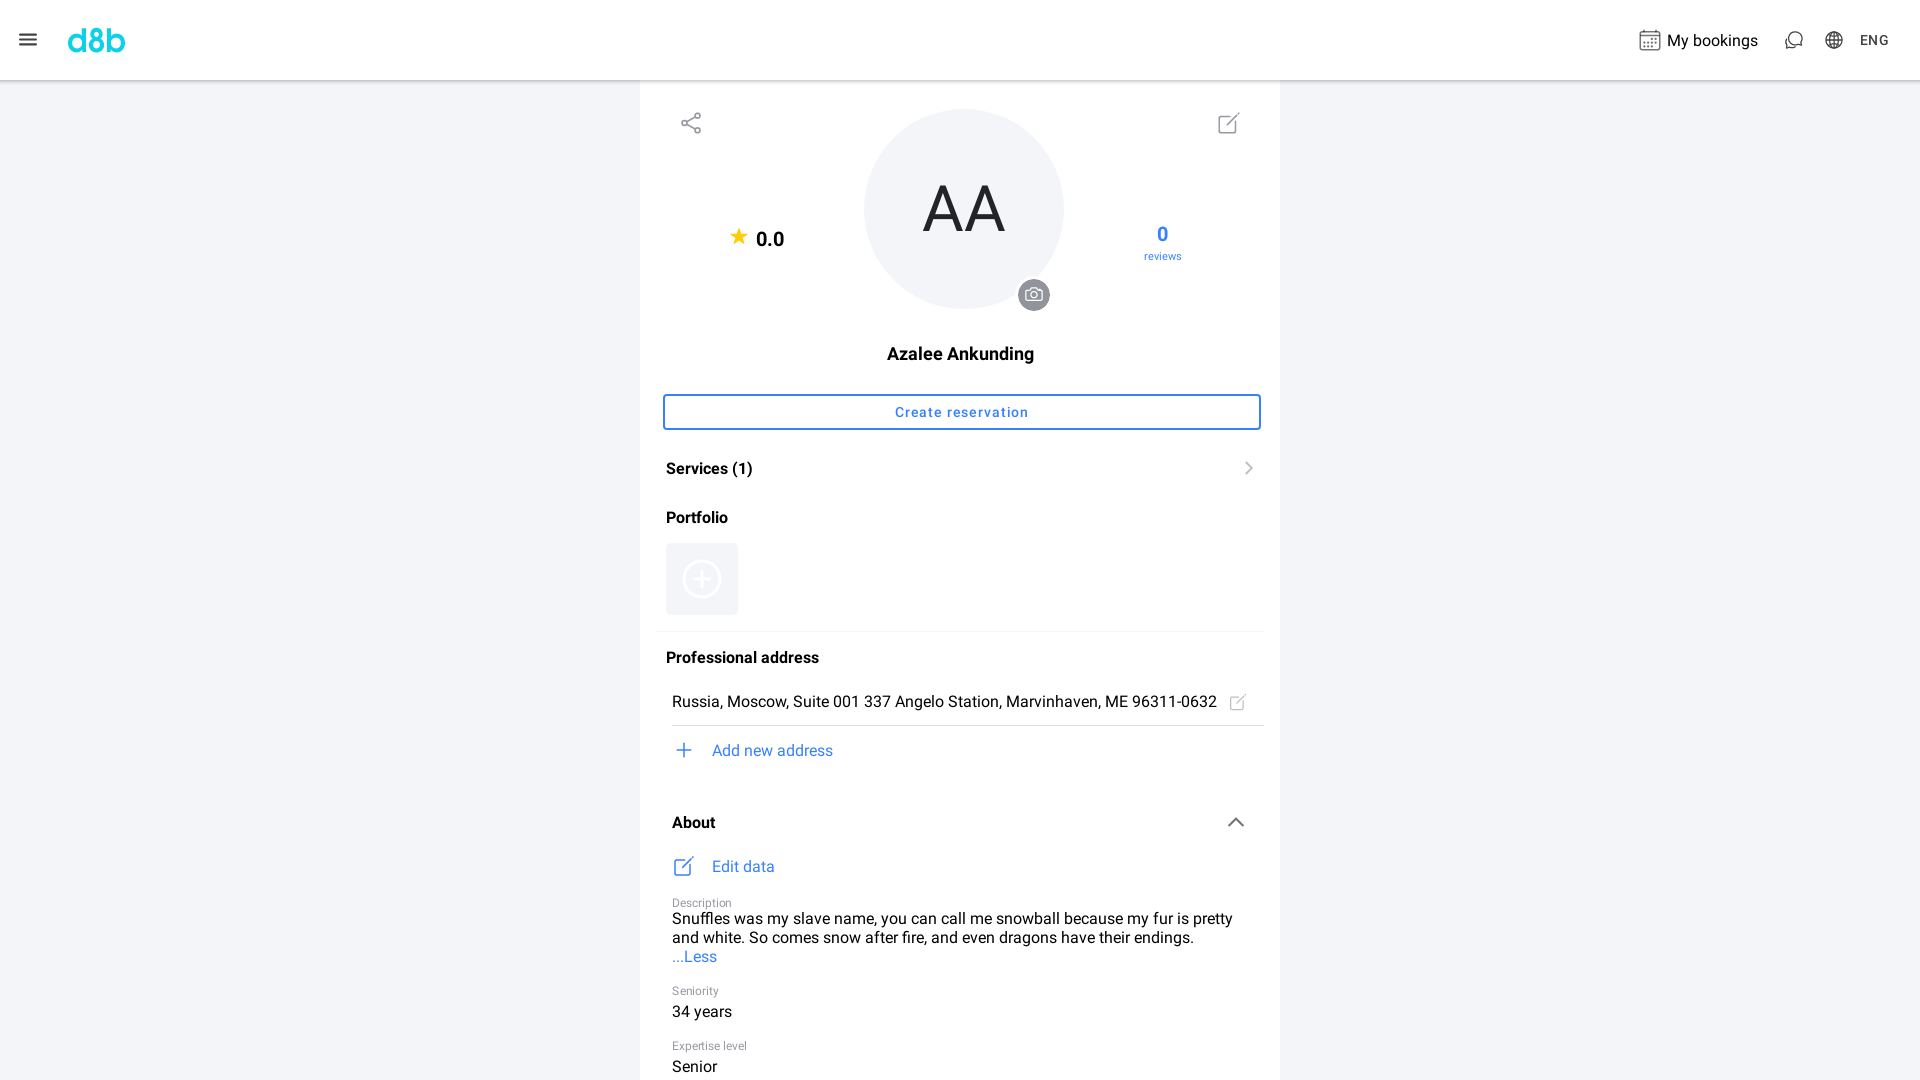 d8b
My bookings
ENG
AA
0.0
0
reviews
Azalee Ankunding
Create reservation
Services (1)
Portfolio
Professional address
Russia, Moscow, Suite 001 337 Angelo Station, Marvinhaven, ME 96311-0632
Add new address
About
Edit data
Description
Snuffles was my slave name, you can call me snowball because my fur is pretty
and white. So comes snow after fire, and even dragons have their endings.
...Less
Seniority
34 years
Expertise level
Senior